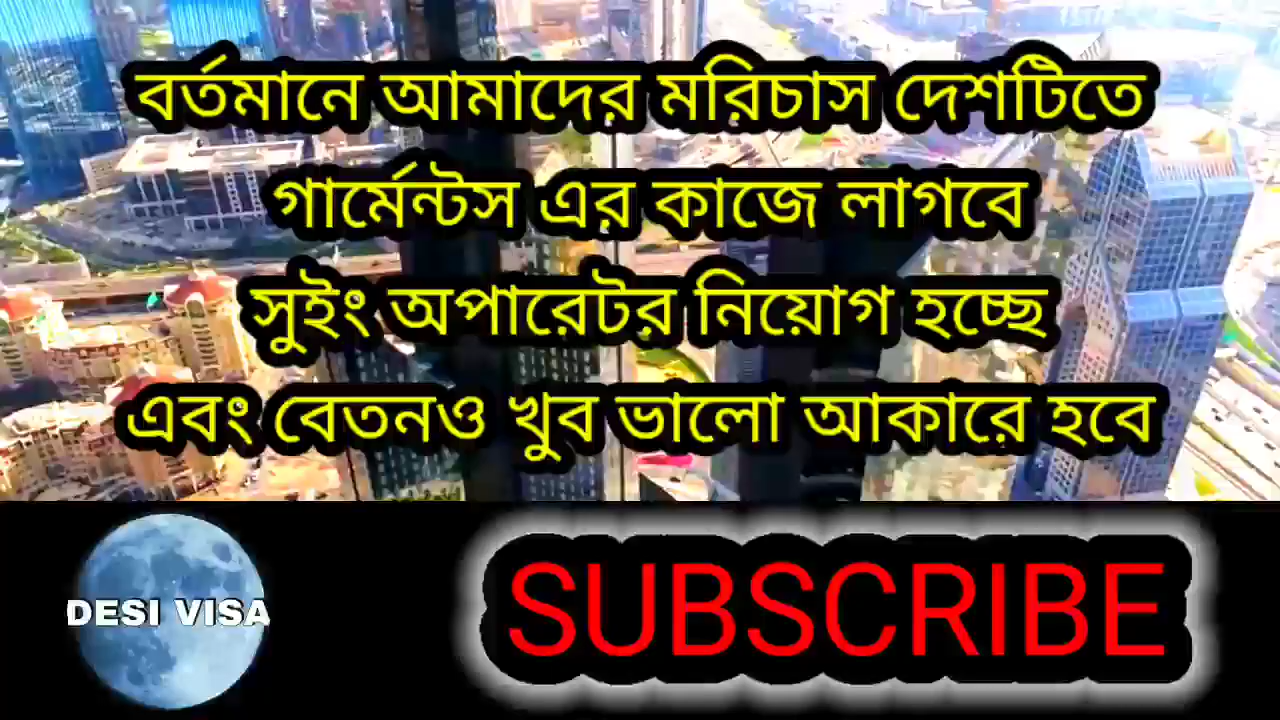 বর্তমানে আমাদের মরিচাস দেশটিতে
গার্মেন্টস এর কাজে লাগবে
সুইং অপারেটর নিয়োগ হচ্ছে
এবং বেতনও খুব ভালো আকারে হবে
DESI VISA
SUBSCRIBE